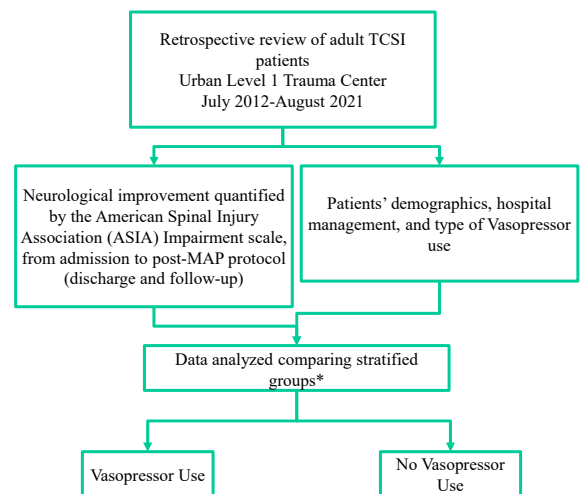 Retrospective review of adult TCSI
patients
Urban Level 1 Trauma Center
July 2012-August 2021
Neurological improvement quantified
by the American Spinal Injury
Association (ASIA) Impairment scale,
from admission to post-MAP protocol
(discharge and follow-up)
Patients’ demographics, hospital
management, and type of Vasopressor
use
Data analyzed comparing stratified
groups*
Vasopressor Use
No Vasopressor
Use